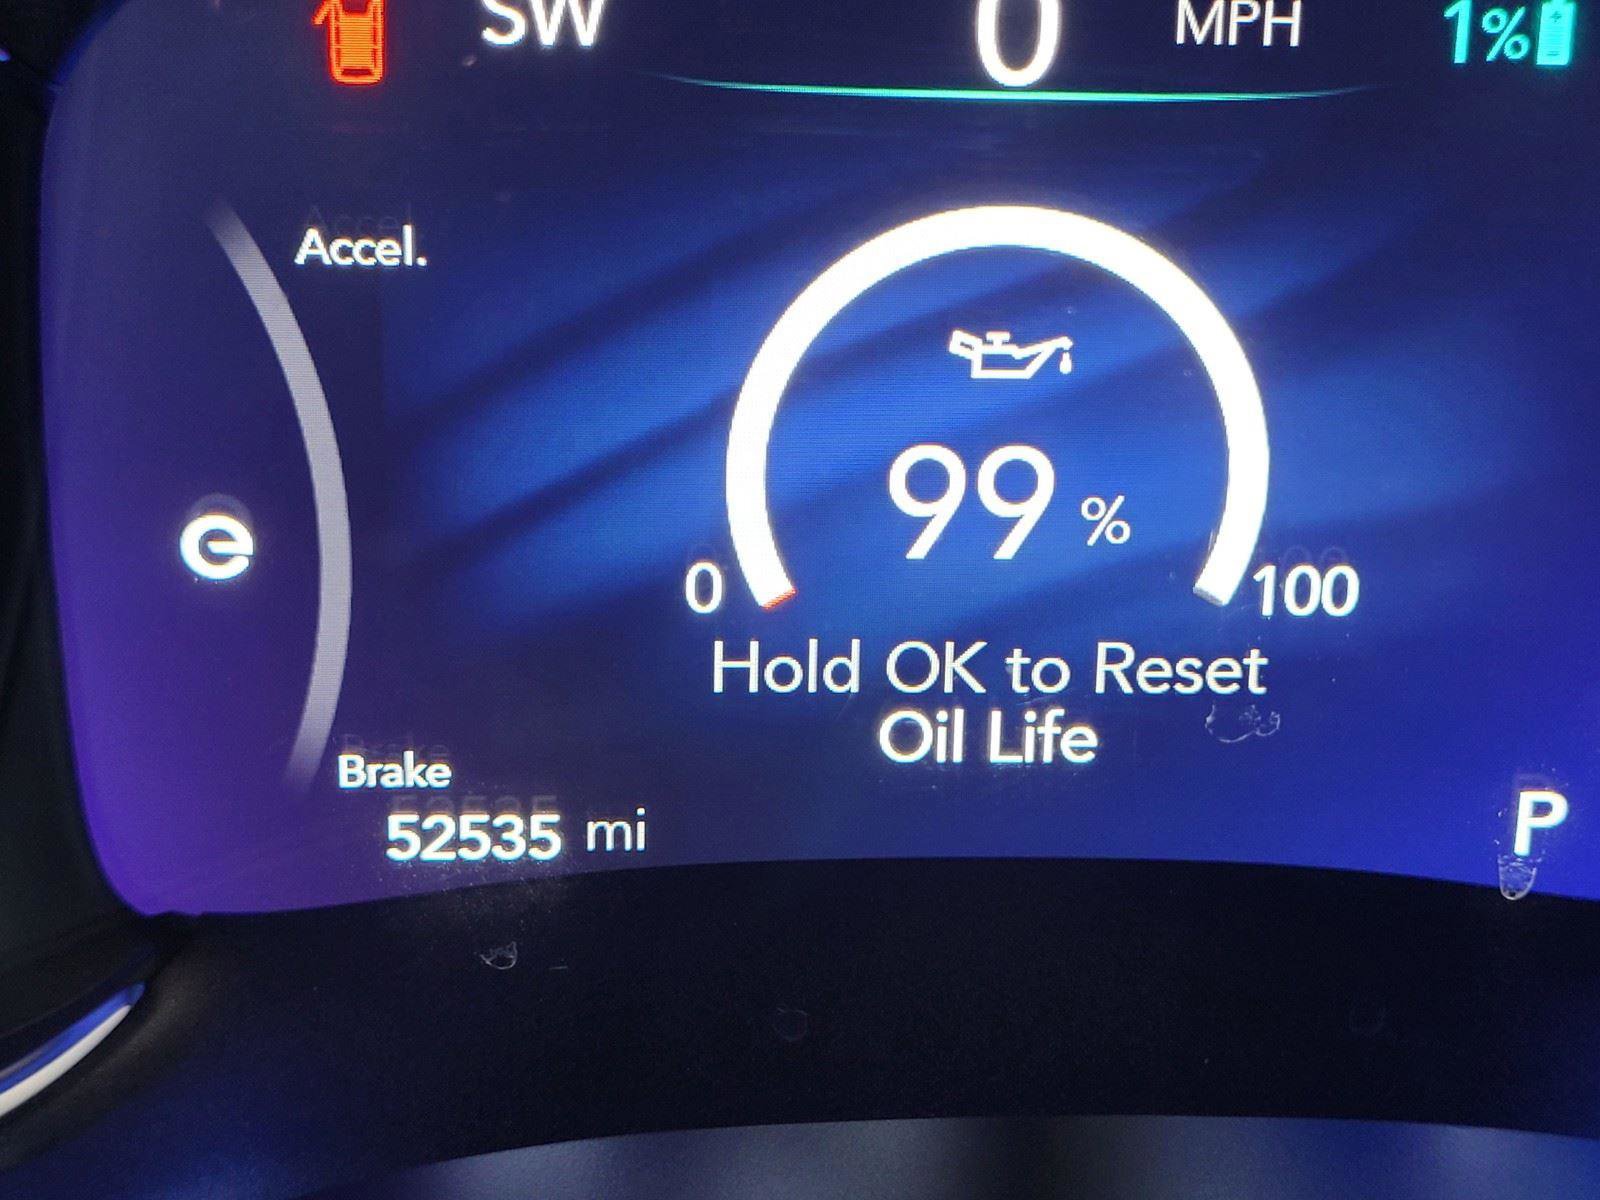 SW 0 MPH 1%
Accel.
99 %
0 100
Hold OK to Reset
Oil Life
Brake
52535 mi
P